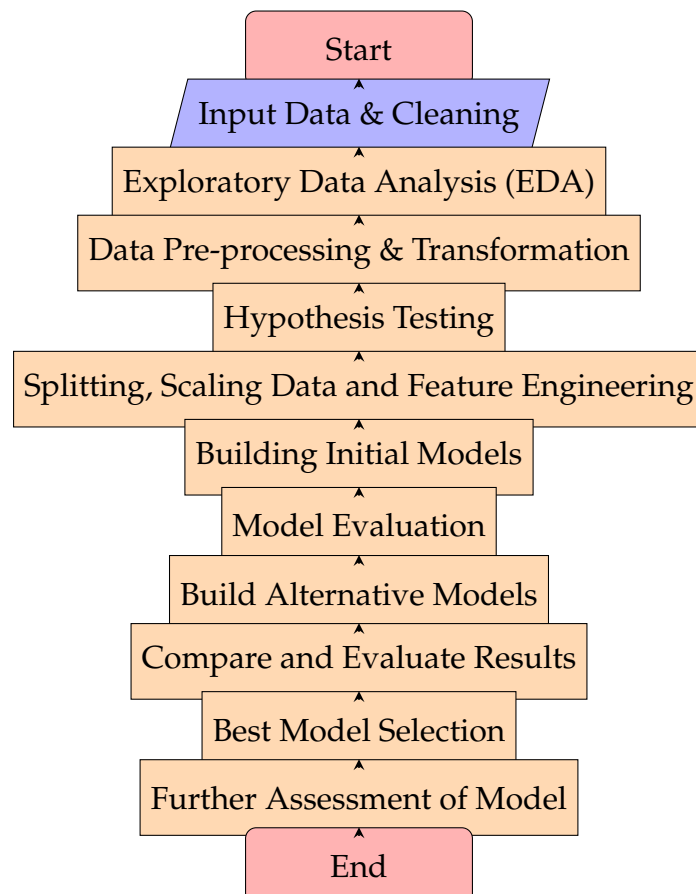 Start
Input Data & Cleaning
Exploratory Data Analysis (EDA)
Data Pre-processing & Transformation
Hypothesis Testing
Splitting, Scaling Data and Feature Engineering
Building Initial Models
Model Evaluation
Build Alternative Models
Compare and Evaluate Results
Best Model Selection
Further Assessment of Model
End